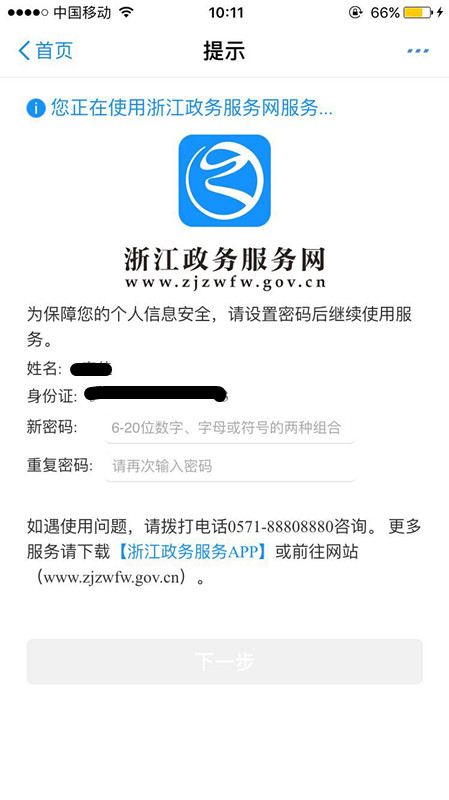 中国移动 10:11 66%
首页 提示
您正在使用浙江政务服务网服务...
浙江政务服务网
www.zjzwfw.gov.cn
为保障您的个人信息安全，请设置密码后继续使用服
务。
姓名:
身份证:
新密码: 6-20位数字、字母或符号的两种组合
重复密码: 请再次输入密码
如遇使用问题，请拨打电话0571-88808880咨询。 更多
服务请下载【浙江政务服务APP】或前往网站
（www.zjzwfw.gov.cn）。
下一步